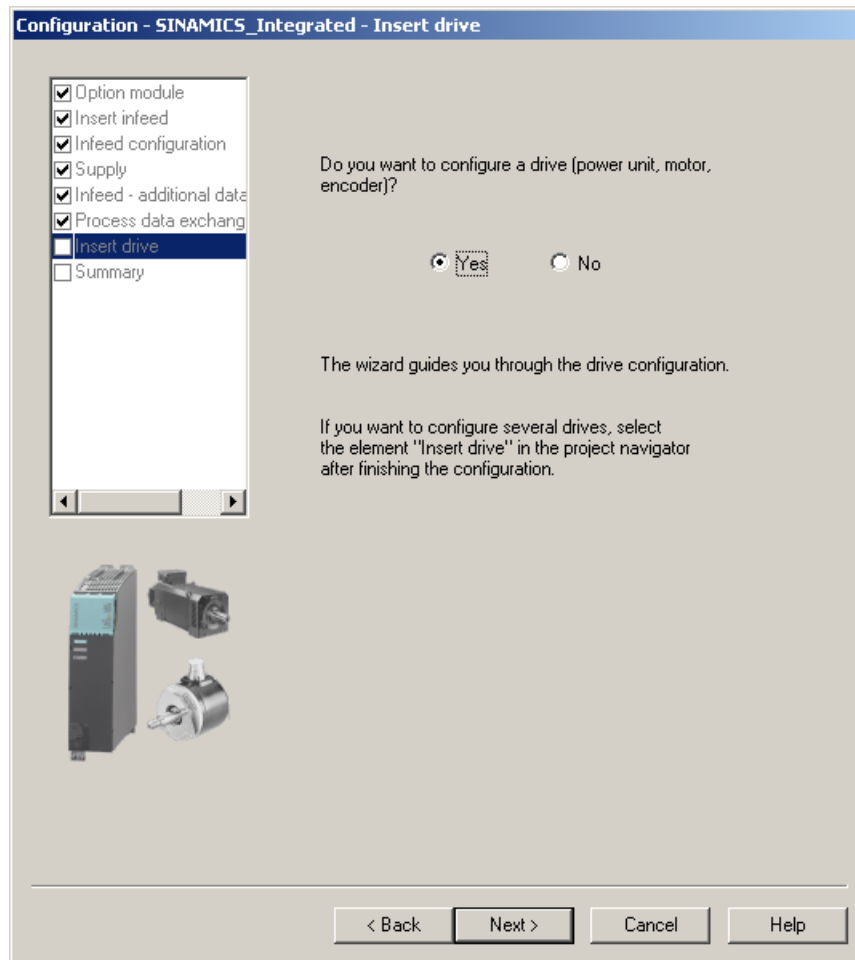 Configuration - SINAMICS_Integrated - Insert drive
Option module
Insert infeed
Infeed configuration
Supply
Infeed - additional data
Process data exchang
Insert drive
Summary
Do you want to configure a drive (power unit, motor,
encoder)?
Yes
No
The wizard guides you through the drive configuration.
If you want to configure several drives, select
the element "Insert drive" in the project navigator
after finishing the configuration.
< Back
Next >
Cancel
Help